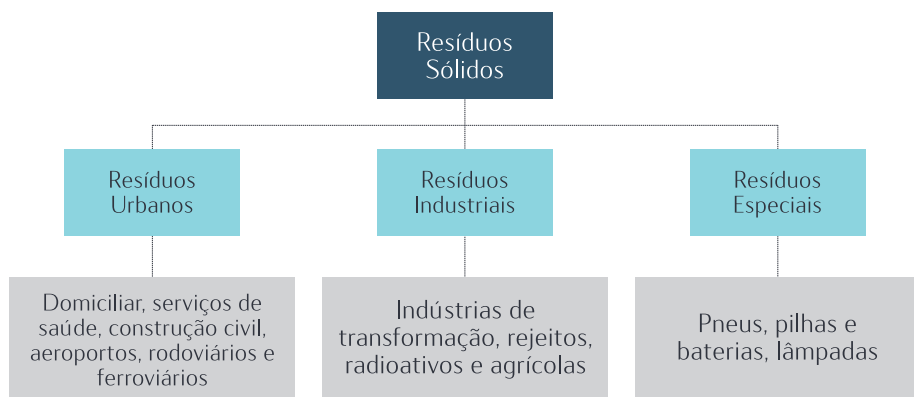 Resíduos
Sólidos
Resíduos
Urbanos
Resíduos
Industriais
Resíduos
Especiais
Domiciliar, serviços de
saúde, construção civil,
aeroportos, rodoviários e
ferroviários
Indústrias de
transformação, rejeitos,
radioativos e agrícolas
Pneus, pilhas e
baterias, lâmpadas